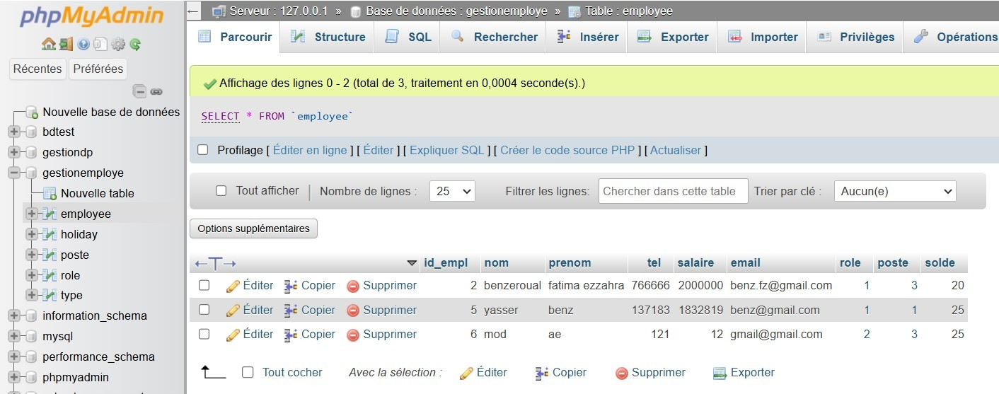 phpMyAdmin
Récentes Préférées
Nouvelle base de données
bdtest
gestiondp
gestionemploye
Nouvelle table
employee
holiday
poste
role
type
information_schema
mysql
performance_schema
phpmyadmin
Serveur : 127.0.0.1 » Base de données : gestionemploye » Table : employee
Parcourir Structure SQL Rechercher Insérer Exporter Importer Privilèges Opérations
Affichage des lignes 0 - 2 (total de 3, traitement en 0,0004 seconde(s).)
SELECT * FROM `employee`
Profilage [ Éditer en ligne ] [ Éditer ] [ Expliquer SQL ] [ Créer le code source PHP ] [ Actualiser ]
Tout afficher Nombre de lignes : 25 Filtrer les lignes: Chercher dans cette table Trier par clé : Aucun(e)
Options supplémentaires
←T→ id_empl nom prenom tel salaire email role poste solde
Éditer Copier Supprimer 2 benzeroual fatima ezzahra 766666 2000000 benz.fz@gmail.com 1 3 20
Éditer Copier Supprimer 5 yasser benz 137183 1832819 benz@gmail.com 1 1 25
Éditer Copier Supprimer 6 mod ae 121 12 gmail@gmail.com 2 3 25
Tout cocher Avec la sélection : Éditer Copier Supprimer Exporter